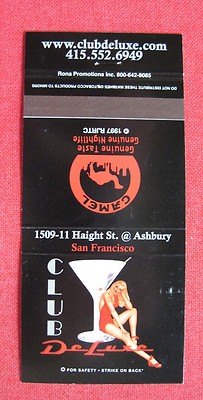 www.clubdeluxe.com
415.552.6949
Rona Promotions Inc. 800-642-8085
DO NOT DISTRIBUTE THESE MATCHES/TOBACCO PRODUCTS TO MINORS
© 1997 RJRTC
Genuine Nightlife
Genuine Taste
CAMEL
1509-11 Haight St. @ Ashbury
San Francisco
CLUB
DeLuxe
FOR SAFETY • STRIKE ON BACK